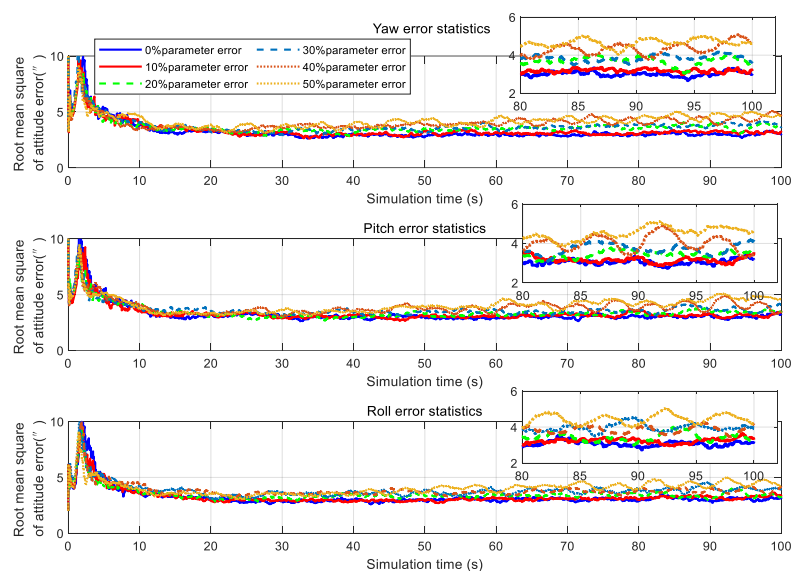 Yaw error statistics
0%parameter error
30%parameter error
10%parameter error
40%parameter error
20%parameter error
50%parameter error
6
4
2
80 85 90 95 100
Root mean square
of attitude error(″ )
10
5
0
0 10 20 30 40 50 60 70 80 90 100
Simulation time (s)
Pitch error statistics
6
4
2
80 85 90 95 100
Root mean square
of attitude error(″ )
10
5
0
0 10 20 30 40 50 60 70 80 90 100
Simulation time (s)
Roll error statistics
6
4
2
80 85 90 95 100
Root mean square
of attitude error(″ )
10
5
0
0 10 20 30 40 50 60 70 80 90 100
Simulation time (s)